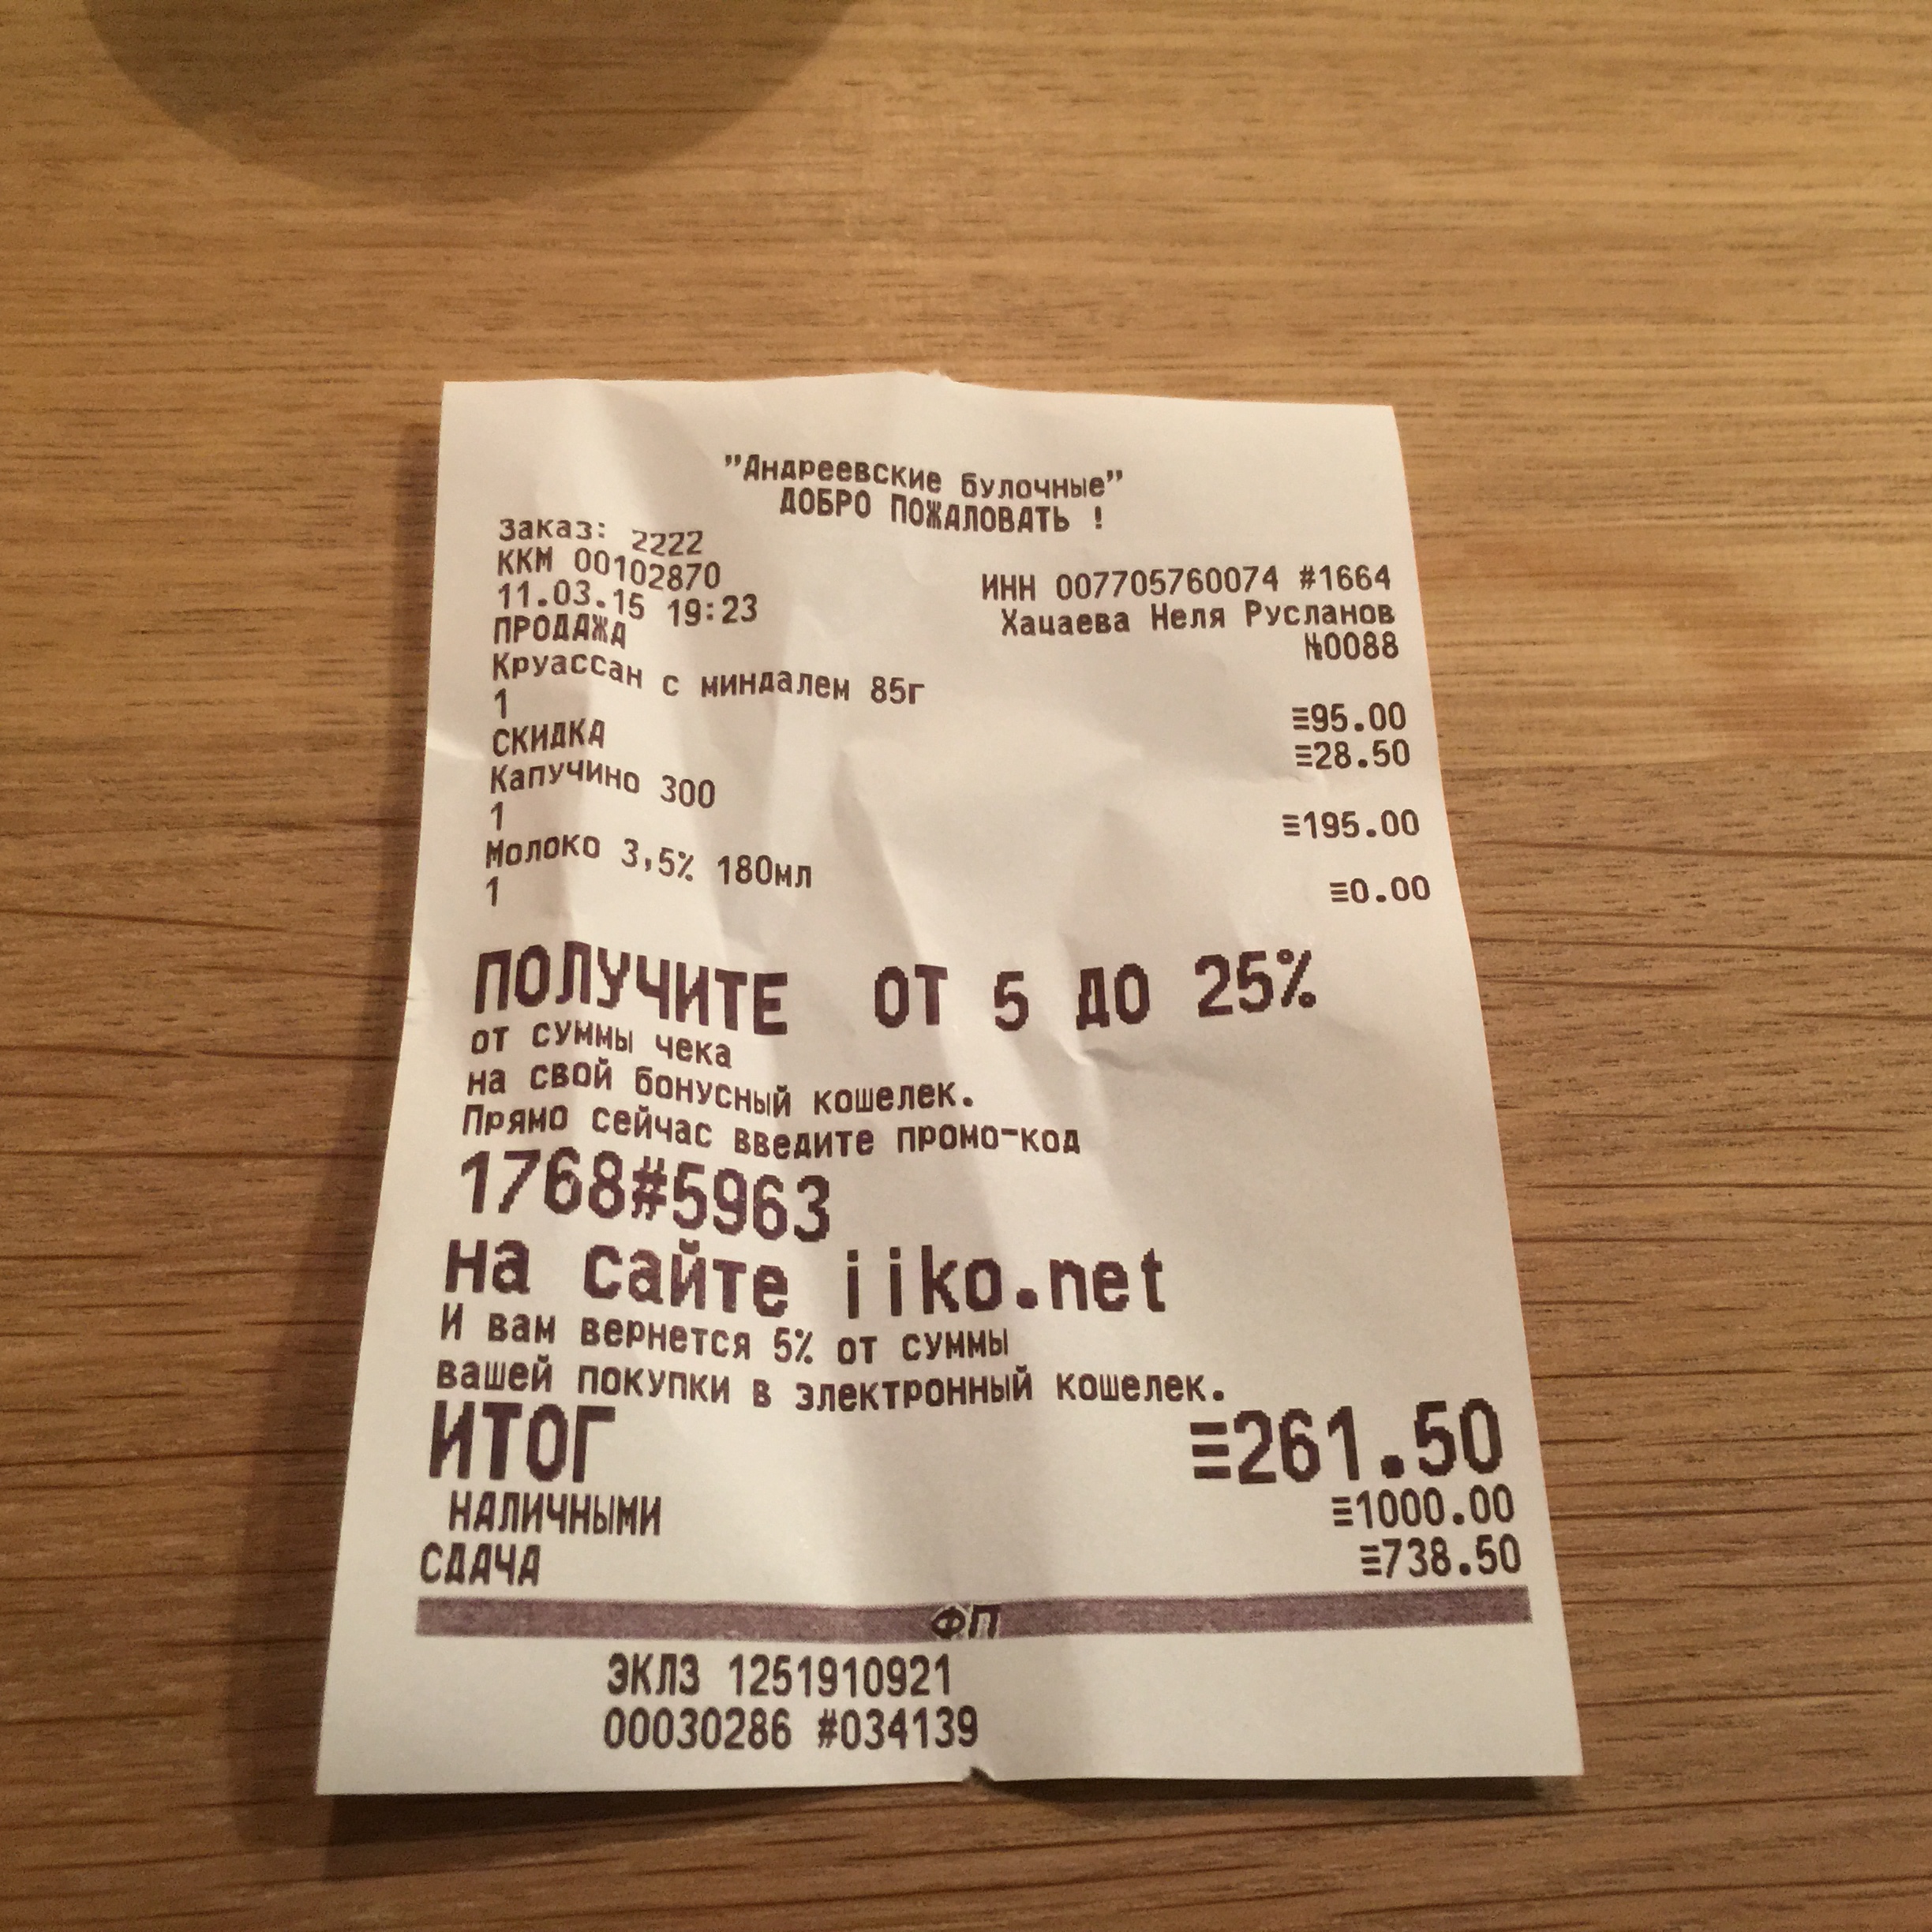 "Андреевские булочные"
ДОБРО ПОЖАЛОВАТЬ !
Заказ: 2222
ККМ 00102870 ИНН 007705760074 #1664
11.03.15 19:23 Хацаева Неля Русланов
ПРОДАЖА №0088
Круассан с миндалем 85г
1 ≡95.00
СКИДКА ≡28.50
Капучино 300
1 ≡195.00
Молоко 3,5% 180мл
1 ≡0.00
ПОЛУЧИТЕ ОТ 5 ДО 25%
от суммы чека
на свой бонусный кошелек.
Прямо сейчас введите промо-код
1768#5963
на сайте iiko.net
И вам вернется 5% от суммы
вашей покупки в электронный кошелек.
ИТОГ ≡261.50
НАЛИЧНЫМИ ≡1000.00
СДАЧА ≡738.50
ФП
ЭКЛЗ 1251910921
00030286 #034139